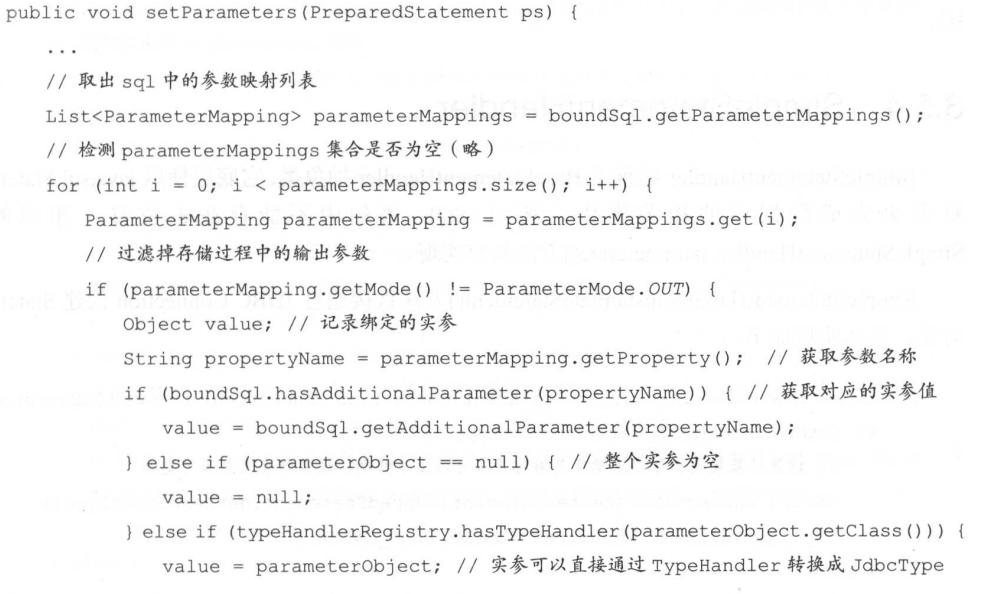 public void setParameters(PreparedStatement ps) {
...
// 取出 sql 中的参数映射列表
List<ParameterMapping> parameterMappings = boundSql.getParameterMappings();
// 检测 parameterMappings 集合是否为空（略）
for (int i = 0; i < parameterMappings.size(); i++) {
ParameterMapping parameterMapping = parameterMappings.get(i);
// 过滤掉存储过程中的输出参数
if (parameterMapping.getMode() != ParameterMode.OUT) {
Object value; // 记录绑定的实参
String propertyName = parameterMapping.getProperty(); // 获取参数名称
if (boundSql.hasAdditionalParameter(propertyName)) { // 获取对应的实参值
value = boundSql.getAdditionalParameter(propertyName);
} else if (parameterObject == null) { // 整个实参为空
value = null;
} else if (typeHandlerRegistry.hasTypeHandler(parameterObject.getClass())) {
value = parameterObject; // 实参可以直接通过 TypeHandler 转换成 JdbcType